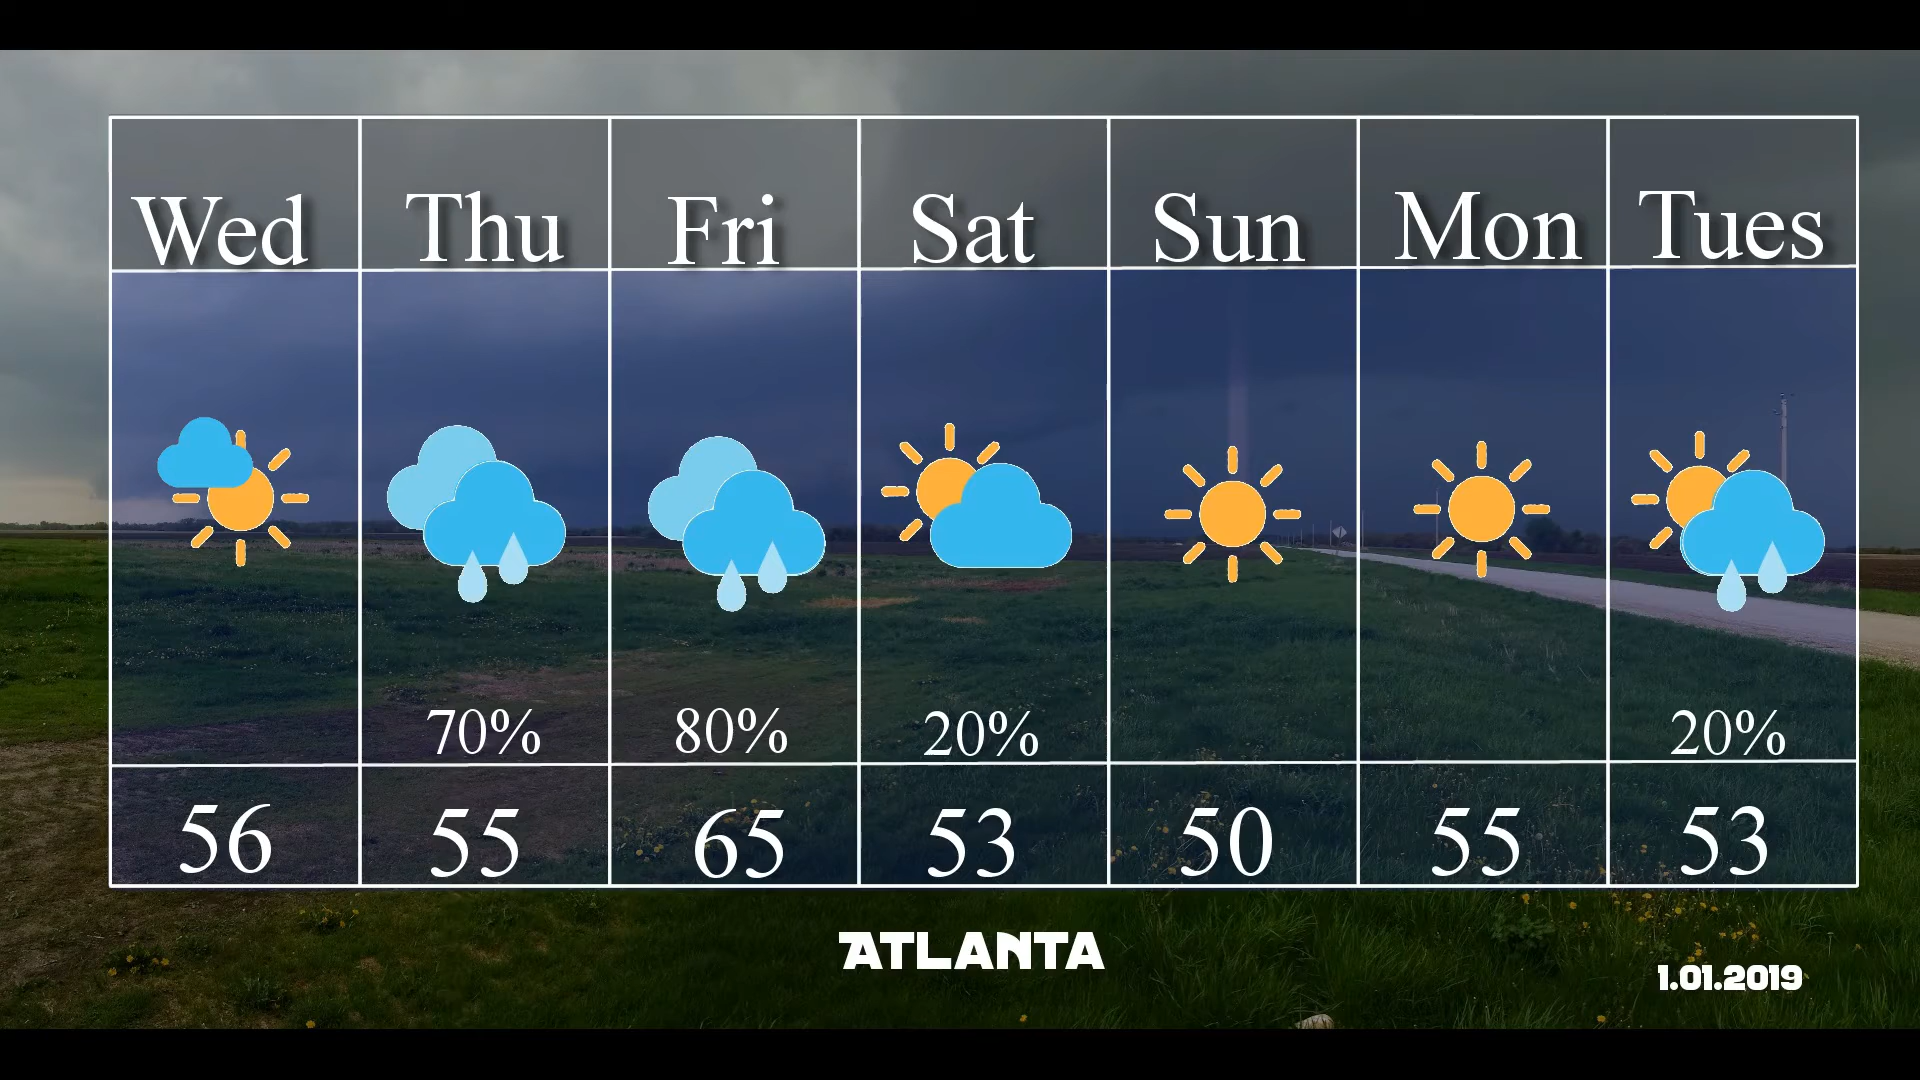 Wed Thu Fri Sat Sun Mon Tues
70% 80% 20% 20%
56 55 65 53 50 55 53
ATLANTA
1.01.2019